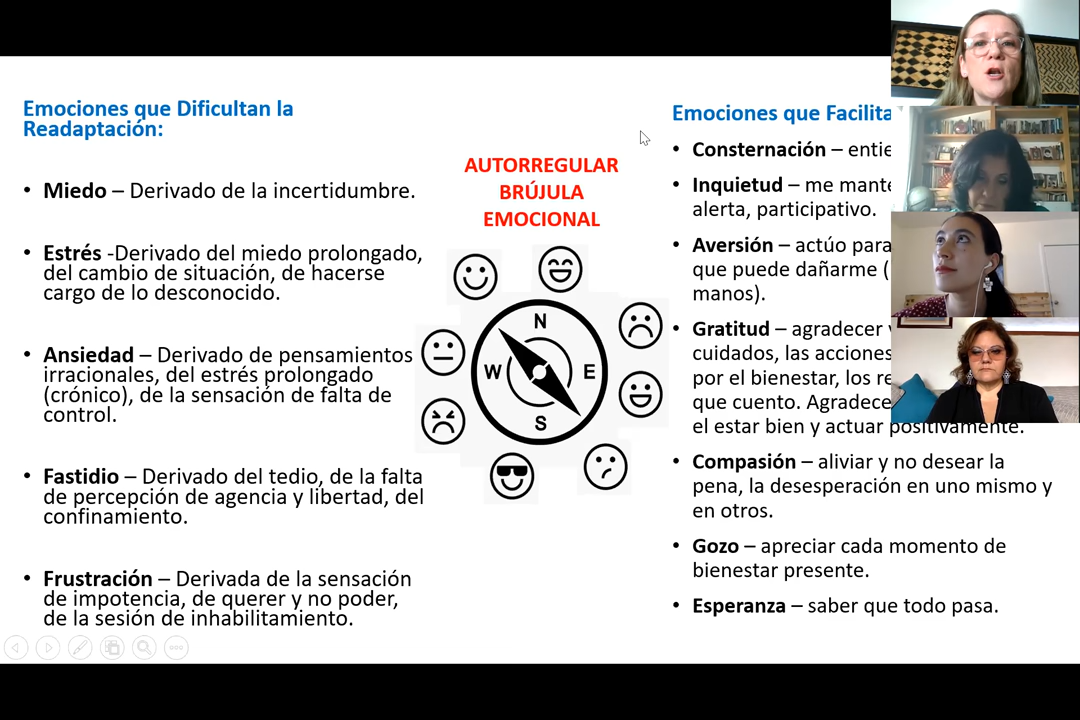 Emociones que Dificultan la
Readaptación:
• Miedo – Derivado de la incertidumbre.
• Estrés -Derivado del miedo prolongado,
del cambio de situación, de hacerse
cargo de lo desconocido.
• Ansiedad – Derivado de pensamientos
irracionales, del estrés prolongado
(crónico), de la sensación de falta de
control.
• Fastidio – Derivado del tedio, de la falta
de percepción de agencia y libertad, del
confinamiento.
• Frustración – Derivada de la sensación
de impotencia, de querer y no poder,
de la sesión de inhabilitamiento.
AUTORREGULAR
BRÚJULA
EMOCIONAL
N
W
E
S
Emociones que Facilita
• Consternación – entie
• Inquietud – me mante
alerta, participativo.
• Aversión – actúo para
que puede dañarme (
manos).
• Gratitud – agradecer
cuidados, las acciones
por el bienestar, los re
que cuento. Agradece
el estar bien y actuar positivamente.
• Compasión – aliviar y no desear la
pena, la desesperación en uno mismo y
en otros.
• Gozo – apreciar cada momento de
bienestar presente.
• Esperanza – saber que todo pasa.